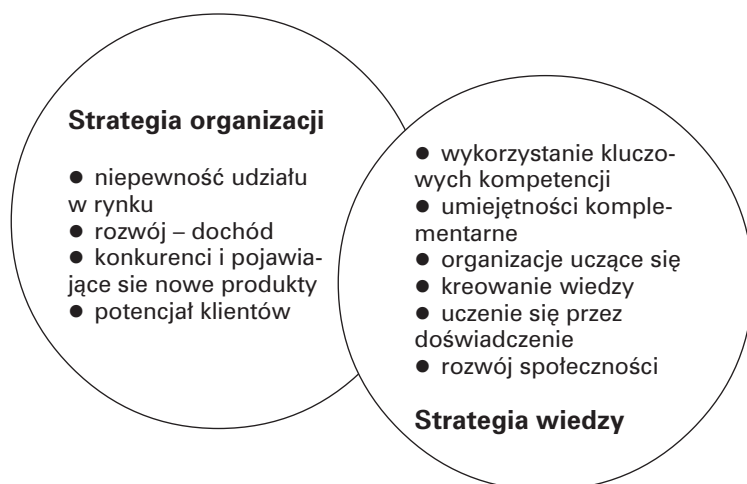 Strategia organizacji
● niepewność udziału
w rynku
● rozwój – dochód
● konkurenci i pojawia-
jące sie nowe produkty
● potencjał klientów
● wykorzystanie kluczo-
wych kompetencji
● umiejętności komple-
mentarne
● organizacje uczące się
● kreowanie wiedzy
● uczenie się przez
doświadczenie
● rozwój społeczności
Strategia wiedzy